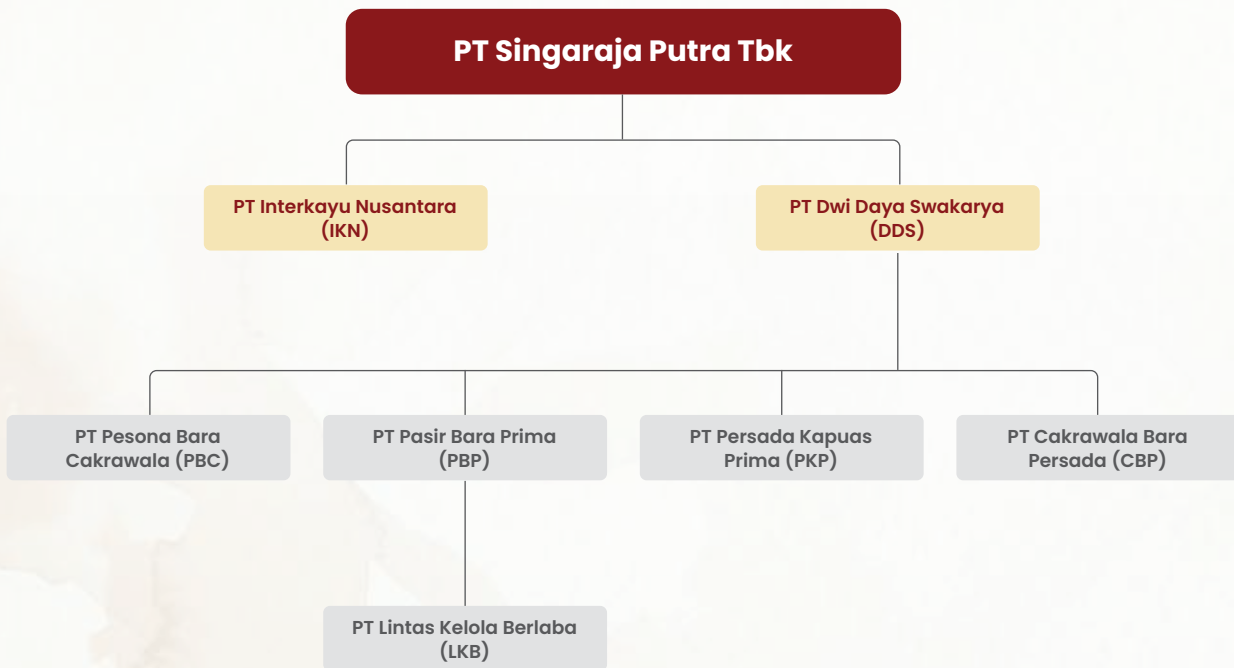 PT Singaraja Putra Tbk
PT Interkayu Nusantara
(IKN)
PT Dwi Daya Swakarya
(DDS)
PT Pesona Bara
Cakrawala (PBC)
PT Pasir Bara Prima
(PBP)
PT Persada Kapuas
Prima (PKP)
PT Cakrawala Bara
Persada (CBP)
PT Lintas Kelola Berlaba
(LKB)